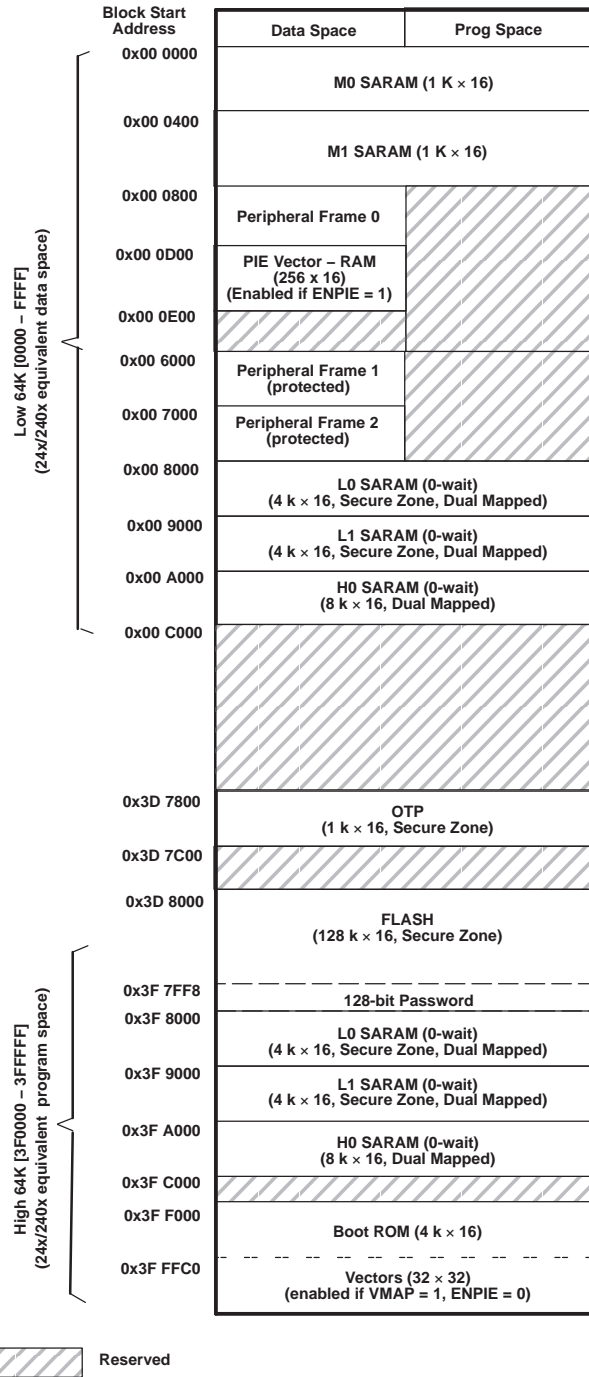 Block Start
Address
Data Space
Prog Space
0x00 0000
M0 SARAM (1 K × 16)
0x00 0400
M1 SARAM (1 K × 16)
0x00 0800
Peripheral Frame 0
0x00 0D00
PIE Vector – RAM
(256 x 16)
(Enabled if ENPIE = 1)
0x00 0E00
0x00 6000
Peripheral Frame 1
(protected)
0x00 7000
Peripheral Frame 2
(protected)
0x00 8000
L0 SARAM (0-wait)
(4 k × 16, Secure Zone, Dual Mapped)
0x00 9000
L1 SARAM (0-wait)
(4 k × 16, Secure Zone, Dual Mapped)
0x00 A000
H0 SARAM (0-wait)
(8 k × 16, Dual Mapped)
0x00 C000
Low 64K [0000 – FFFF]
(24x/240x equivalent data space)
0x3D 7800
OTP
(1 k × 16, Secure Zone)
0x3D 7C00
0x3D 8000
FLASH
(128 k × 16, Secure Zone)
0x3F 7FF8
128-bit Password
0x3F 8000
L0 SARAM (0-wait)
(4 k × 16, Secure Zone, Dual Mapped)
0x3F 9000
L1 SARAM (0-wait)
(4 k × 16, Secure Zone, Dual Mapped)
0x3F A000
H0 SARAM (0-wait)
(8 k × 16, Dual Mapped)
0x3F C000
0x3F F000
Boot ROM (4 k × 16)
0x3F FFC0
Vectors (32 × 32)
(enabled if VMAP = 1, ENPIE = 0)
High 64K [3F0000 – 3FFFFF]
(24x/240x equivalent program space)
Reserved